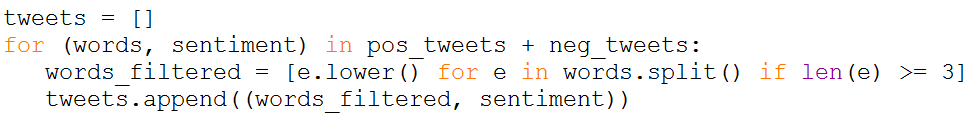 tweets = []
for (words, sentiment) in pos_tweets + neg_tweets:
   words_filtered = [e.lower() for e in words.split() if len(e) >= 3]
   tweets.append((words_filtered, sentiment))